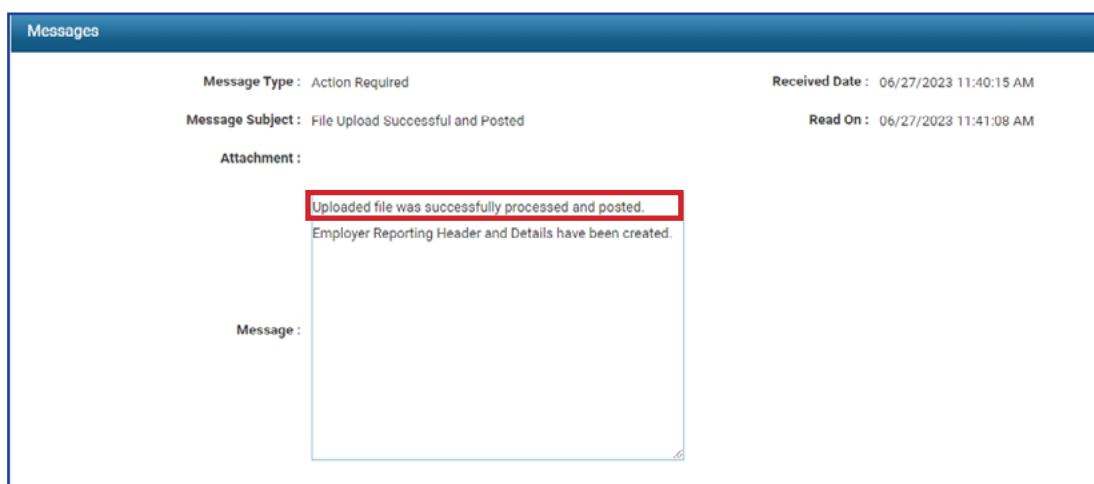 Messages
Message Type : Action Required
Received Date : 06/27/2023 11:40:15 AM
Message Subject : File Upload Successful and Posted
Read On : 06/27/2023 11:41:08 AM
Attachment :
Uploaded file was successfully processed and posted.
Employer Reporting Header and Details have been created.
Message :